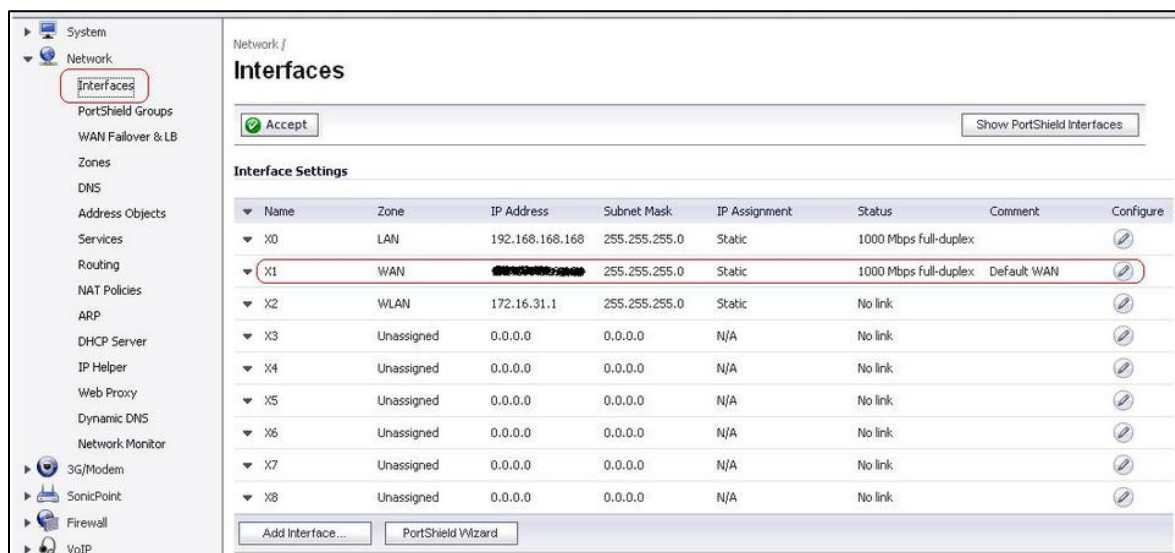 System
Network
Interfaces
PortShield Groups
WAN Failover & LB
Zones
DNS
Address Objects
Services
Routing
NAT Policies
ARP
DHCP Server
IP Helper
Web Proxy
Dynamic DNS
Network Monitor
3G/Modem
SonicPoint
Firewall
VoIP
Network /
Interfaces
Accept
Show PortShield Interfaces
Interface Settings
Name Zone IP Address Subnet Mask IP Assignment Status Comment Configure
X0 LAN 192.168.168.168 255.255.255.0 Static 1000 Mbps full-duplex
X1 WAN 255.255.255.0 Static 1000 Mbps full-duplex Default WAN
X2 WLAN 172.16.31.1 255.255.255.0 Static No link
X3 Unassigned 0.0.0.0 0.0.0.0 N/A No link
X4 Unassigned 0.0.0.0 0.0.0.0 N/A No link
X5 Unassigned 0.0.0.0 0.0.0.0 N/A No link
X6 Unassigned 0.0.0.0 0.0.0.0 N/A No link
X7 Unassigned 0.0.0.0 0.0.0.0 N/A No link
X8 Unassigned 0.0.0.0 0.0.0.0 N/A No link
Add Interface... PortShield Wizard